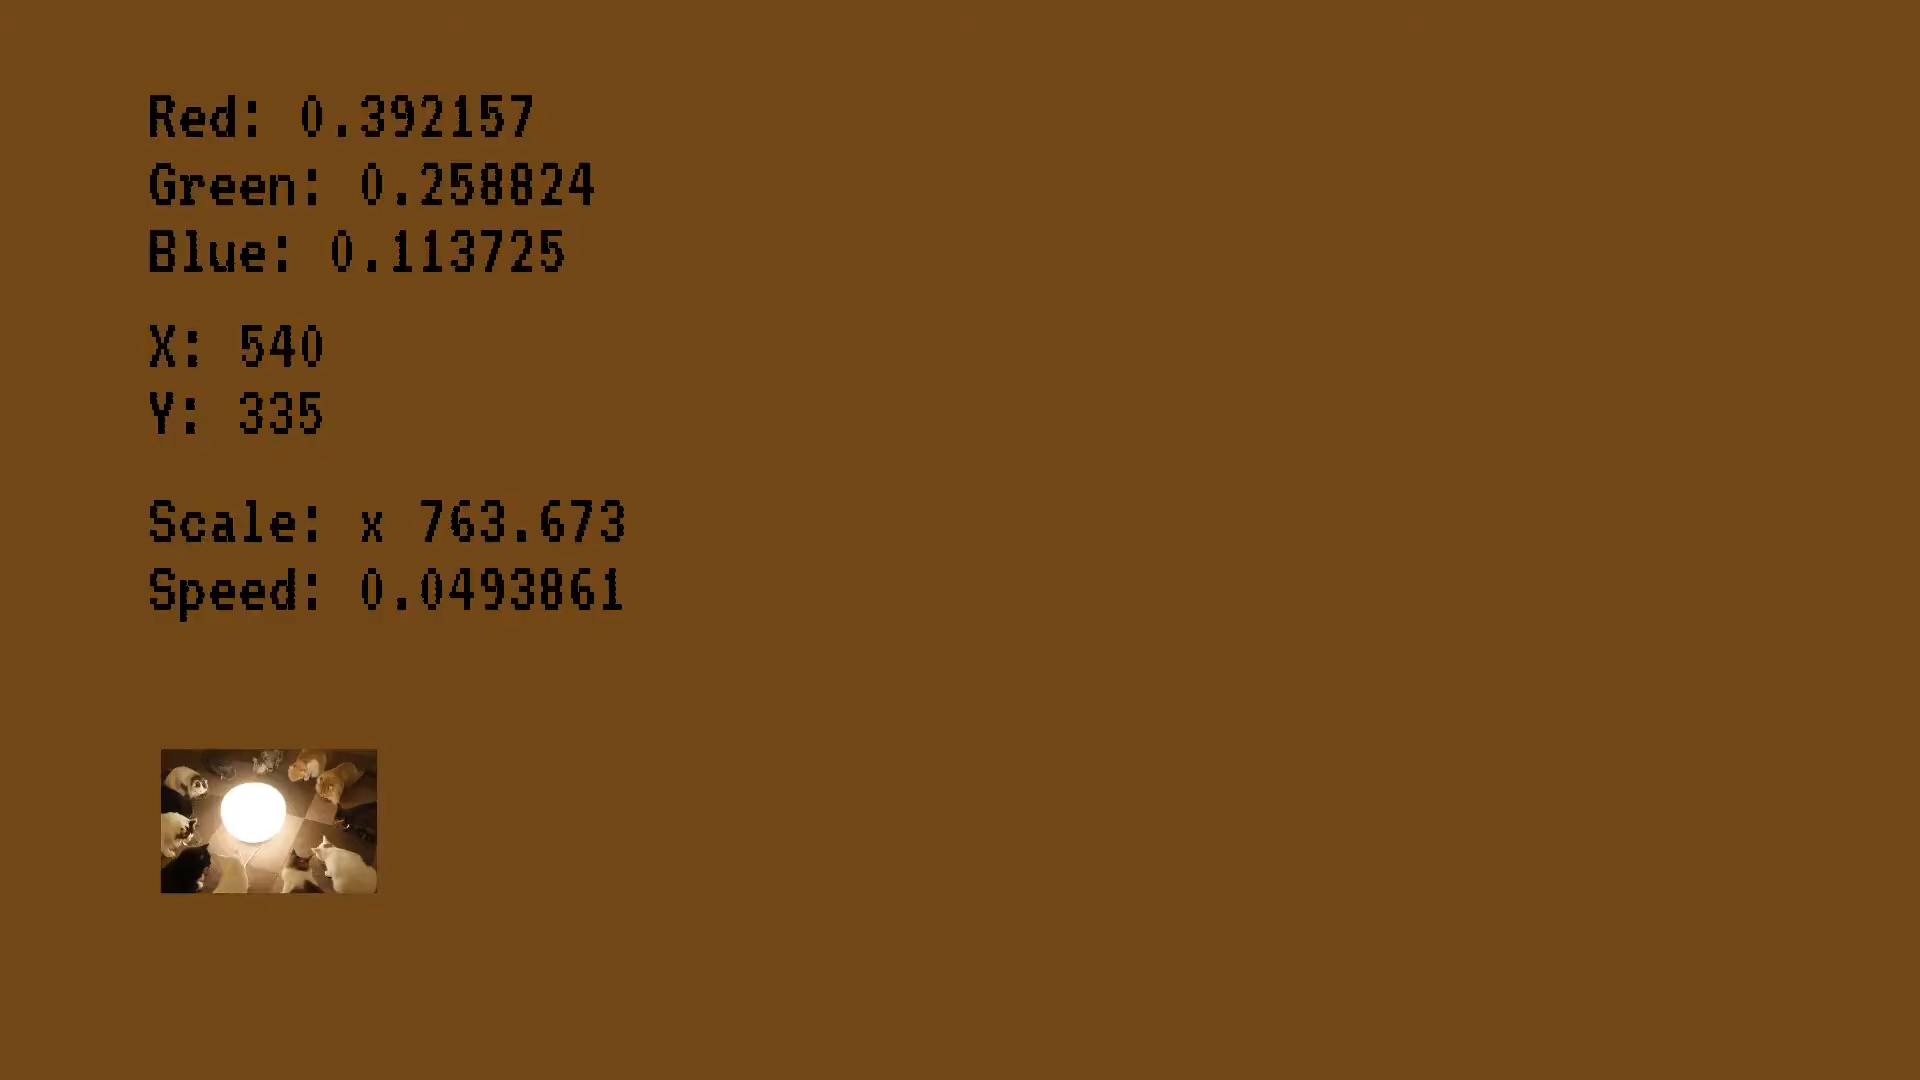 Red: 0.392157
Green: 0.258824
Blue: 0.113725
X: 540
Y: 335
Scale: x 763.673
Speed: 0.0493861